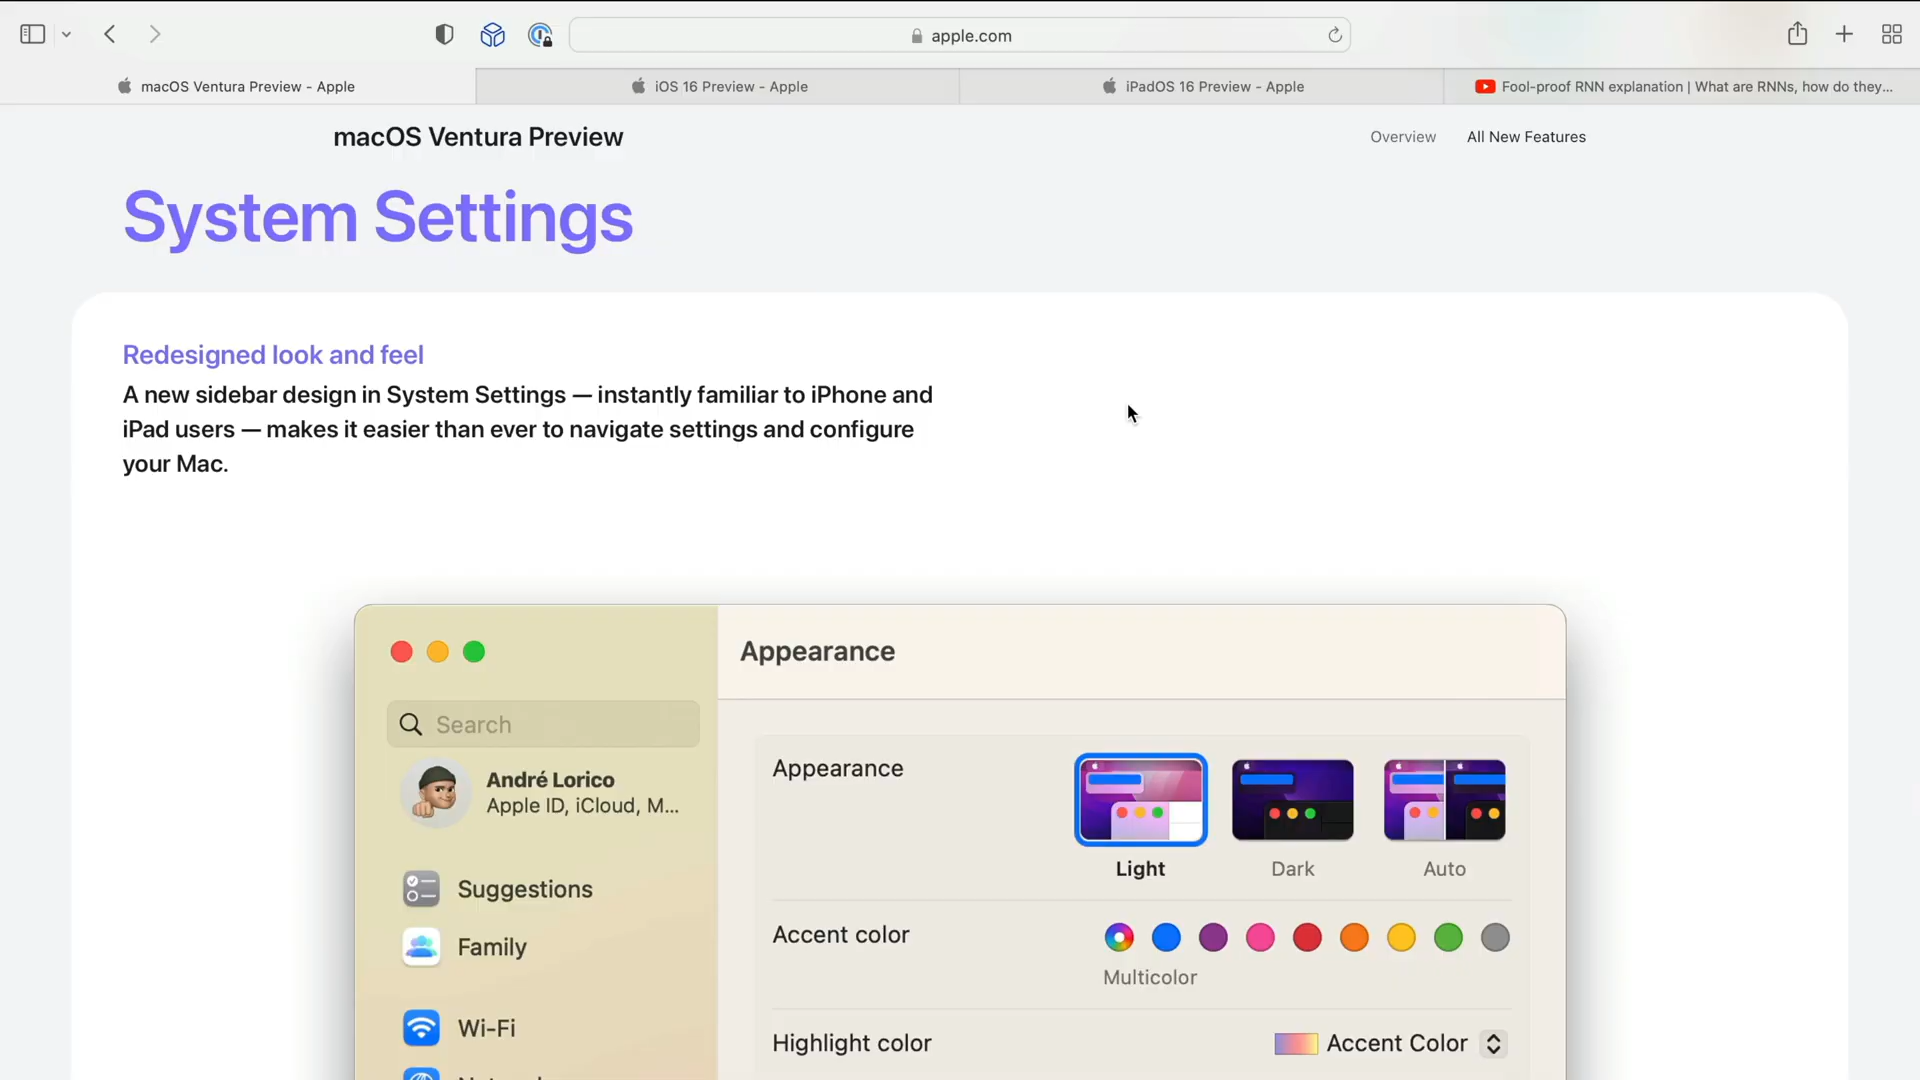 apple.com
macOS Ventura Preview - Apple
iOS 16 Preview - Apple
iPadOS 16 Preview - Apple
Fool-proof RNN explanation | What are RNNs, how do they...
macOS Ventura Preview
Overview
All New Features
System Settings
Redesigned look and feel
A new sidebar design in System Settings — instantly familiar to iPhone and
iPad users — makes it easier than ever to navigate settings and configure
your Mac.
Appearance
Search
André Lorico
Apple ID, iCloud, M...
Suggestions
Family
Wi-Fi
Appearance
Light
Dark
Auto
Accent color
Multicolor
Highlight color
Accent Color